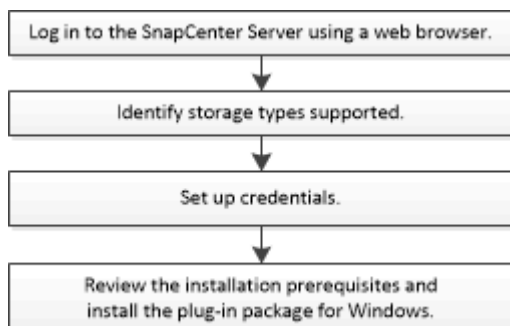 Log in to the SnapCenter Server using a web browser.
Identify storage types supported.
Set up credentials.
Review the installation prerequisites and
install the plug-in package for Windows.